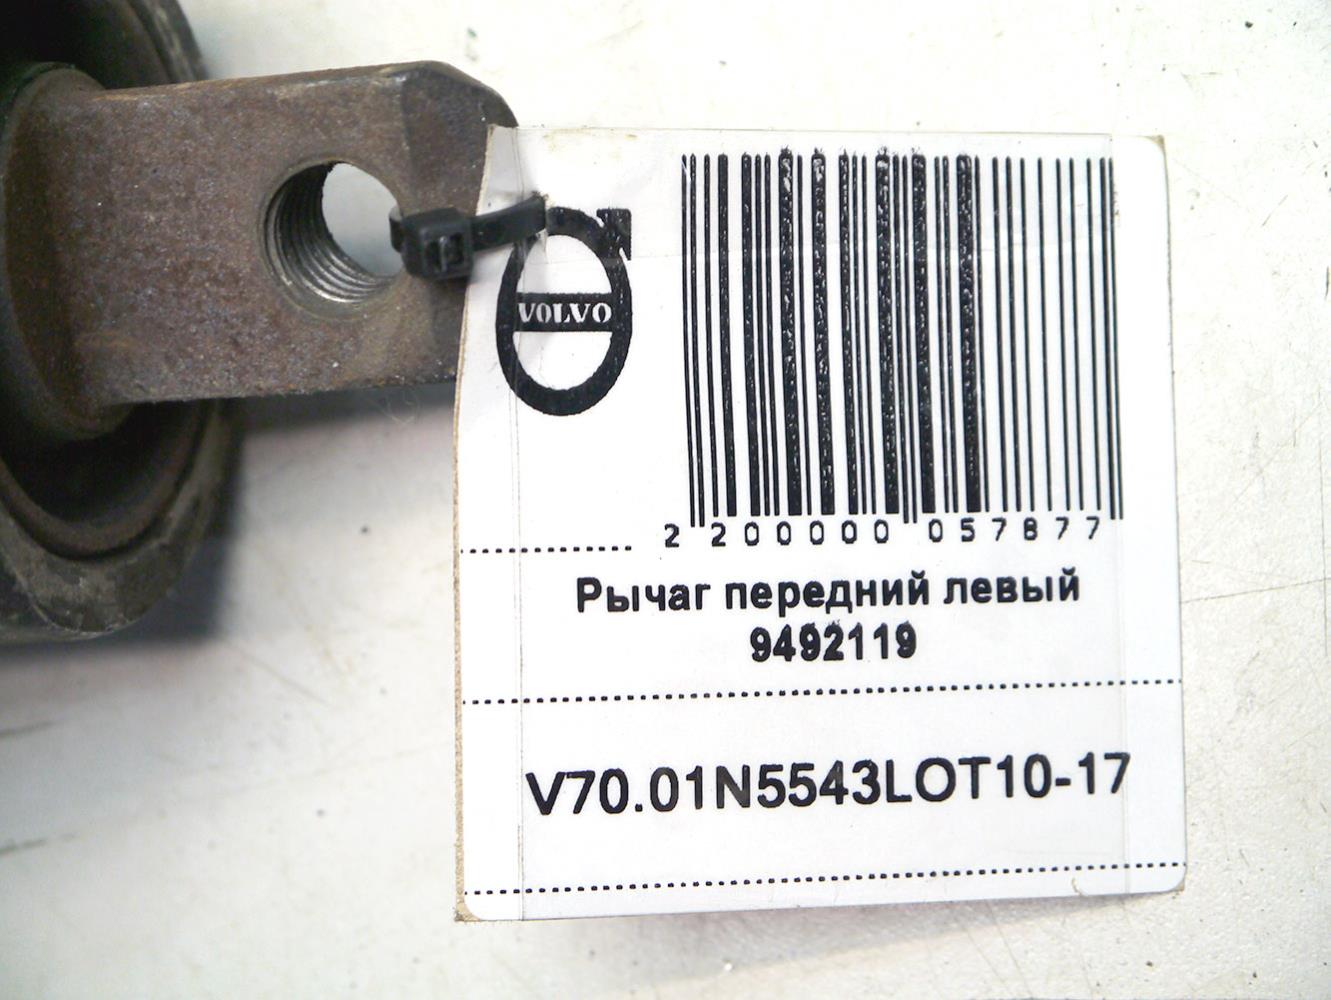 VOLVO
2 200000 057877
Рычаг передний левый
9492119
V70.01N5543LOT10-17